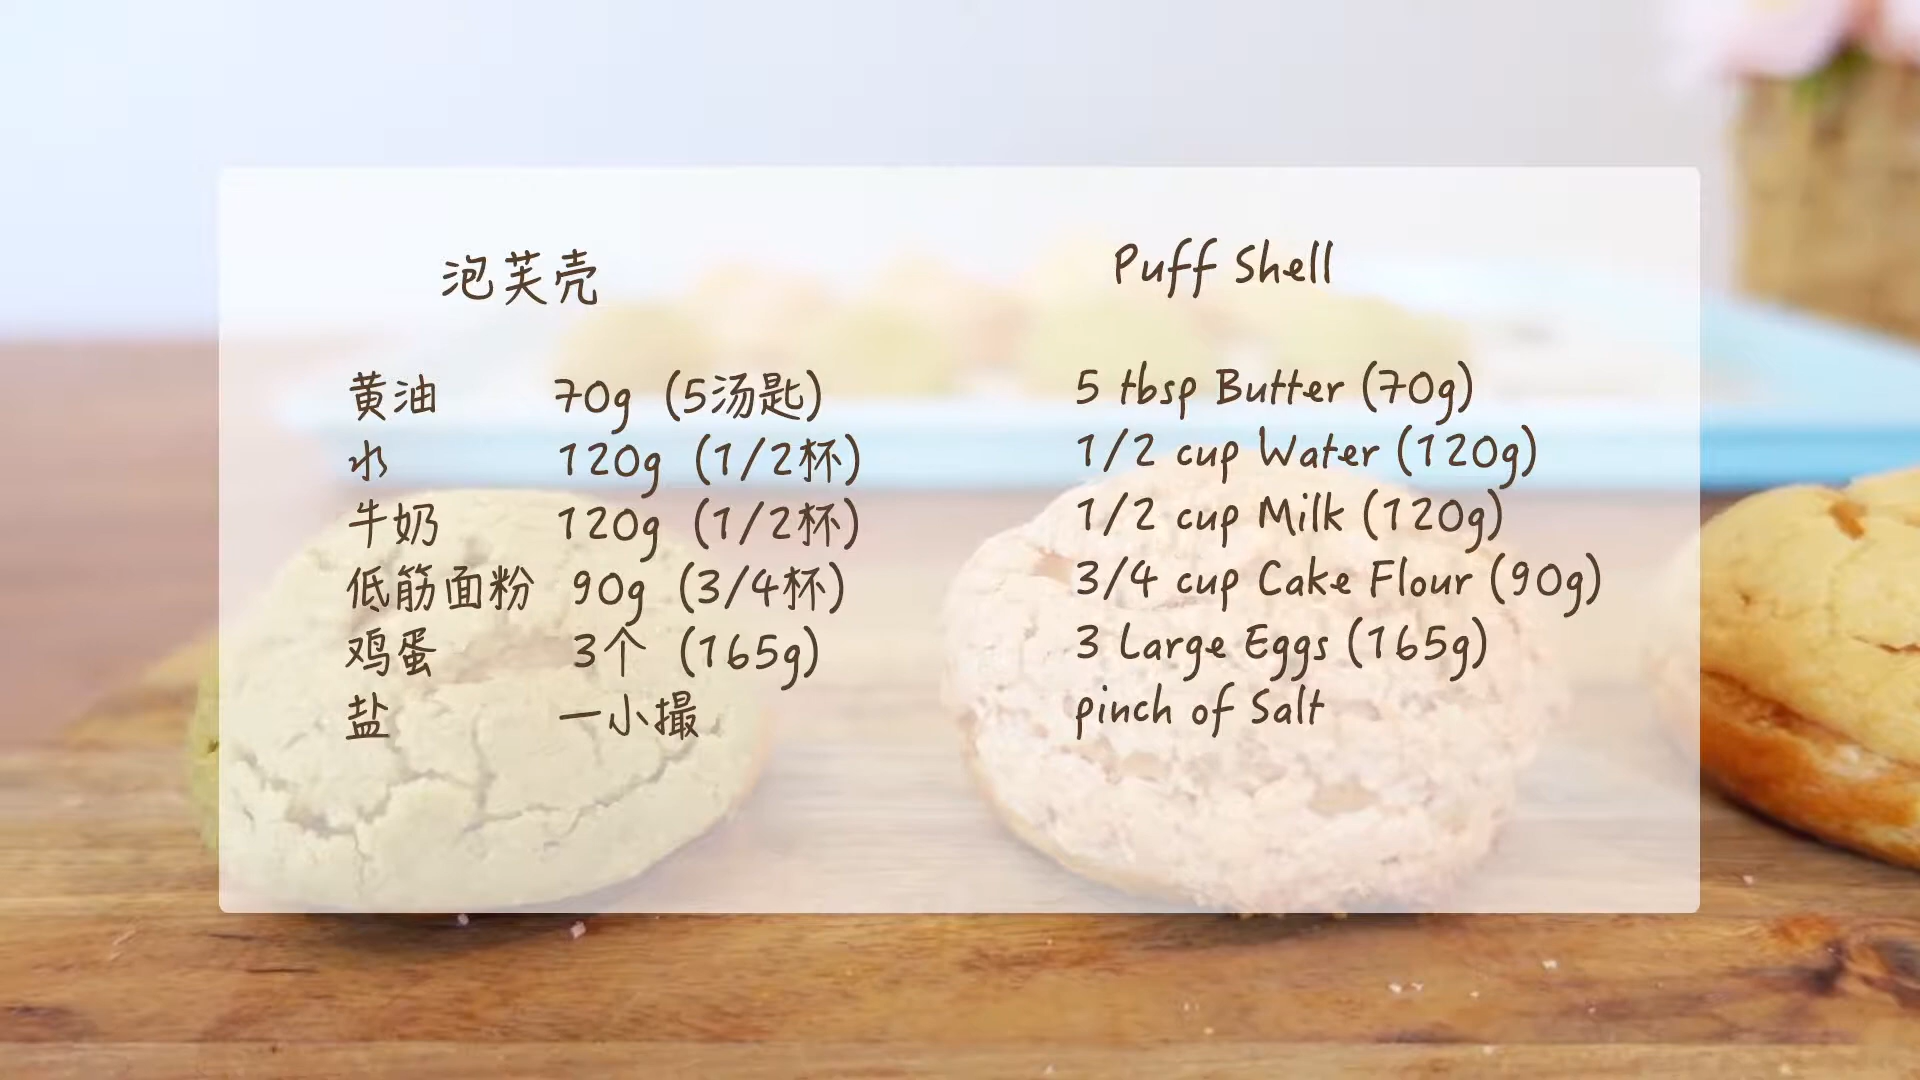 泡芙壳
黄油 70g (5汤匙)
水 120g (1/2杯)
牛奶 120g (1/2杯)
低筋面粉 90g (3/4杯)
鸡蛋 3个 (165g)
盐 一小撮
Puff Shell
5 tbsp Butter (70g)
1/2 cup Water (120g)
1/2 cup Milk (120g)
3/4 cup Cake Flour (90g)
3 Large Eggs (165g)
pinch of Salt